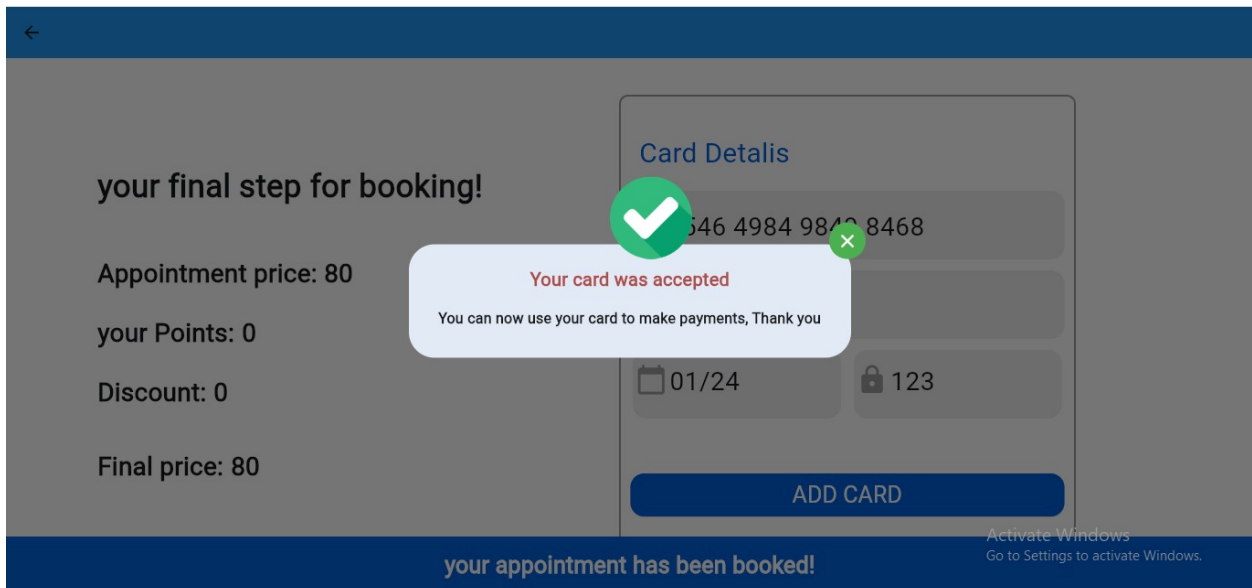 Card Detalis
your final step for booking!
546 4984 9849 8468
Your card was accepted
Appointment price: 80
You can now use your card to make payments, Thank you
your Points: 0
01/24
123
Discount: 0
Final price: 80
ADD CARD
Activate Windows
Go to Settings to activate Windows.
your appointment has been booked!